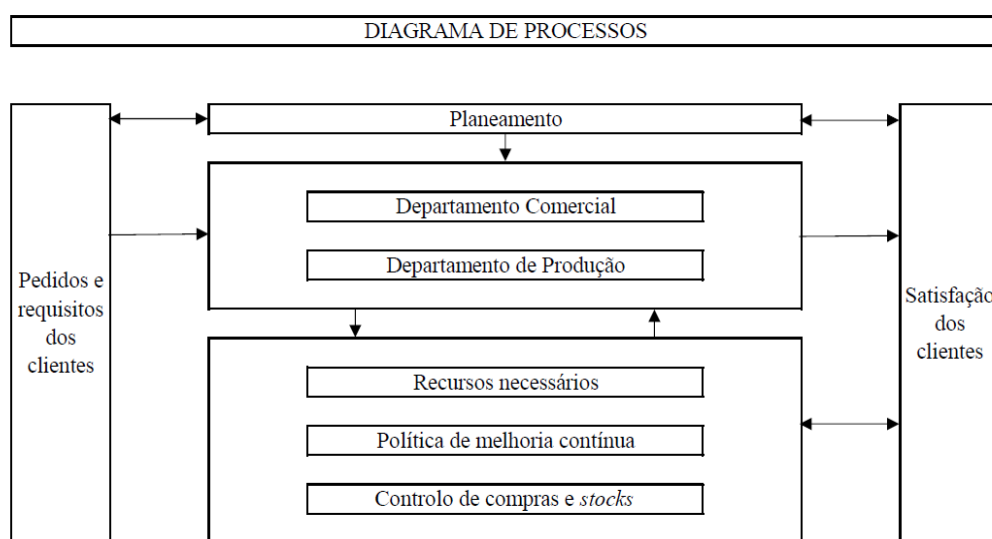 DIAGRAMA DE PROCESSOS
Planeamento
Departamento Comercial
Departamento de Produção
Pedidos e
requisitos
dos
clientes
Satisfação
dos
clientes
Recursos necessários
Política de melhoria contínua
Controlo de compras e stocks